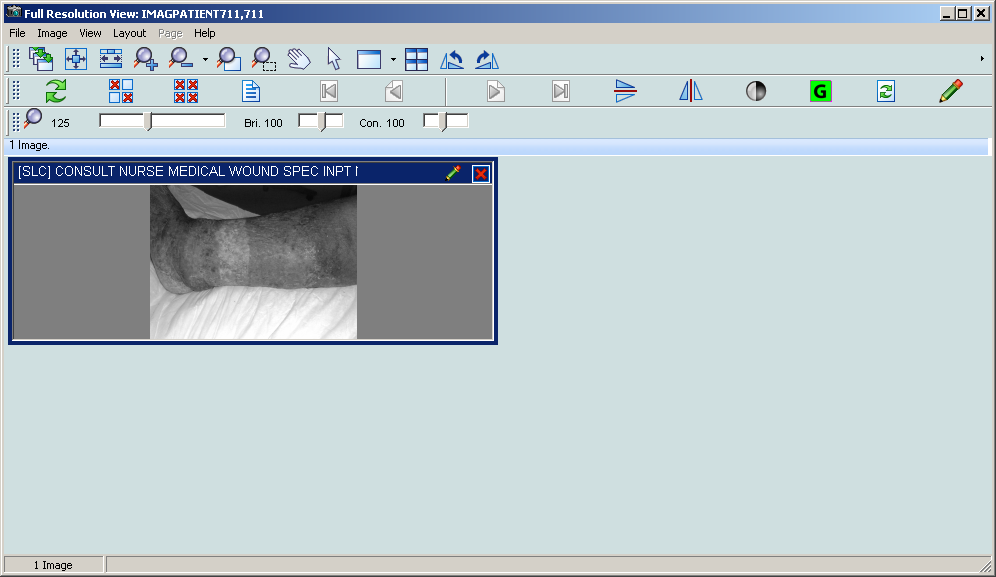 Full Resolution View: IMAGPATIENT711,711
File Image View Layout Page Help
G
125 Bri. 100 Con. 100
1 Image.
[SLC] CONSULT NURSE MEDICAL WOUND SPEC INPT
1 Image